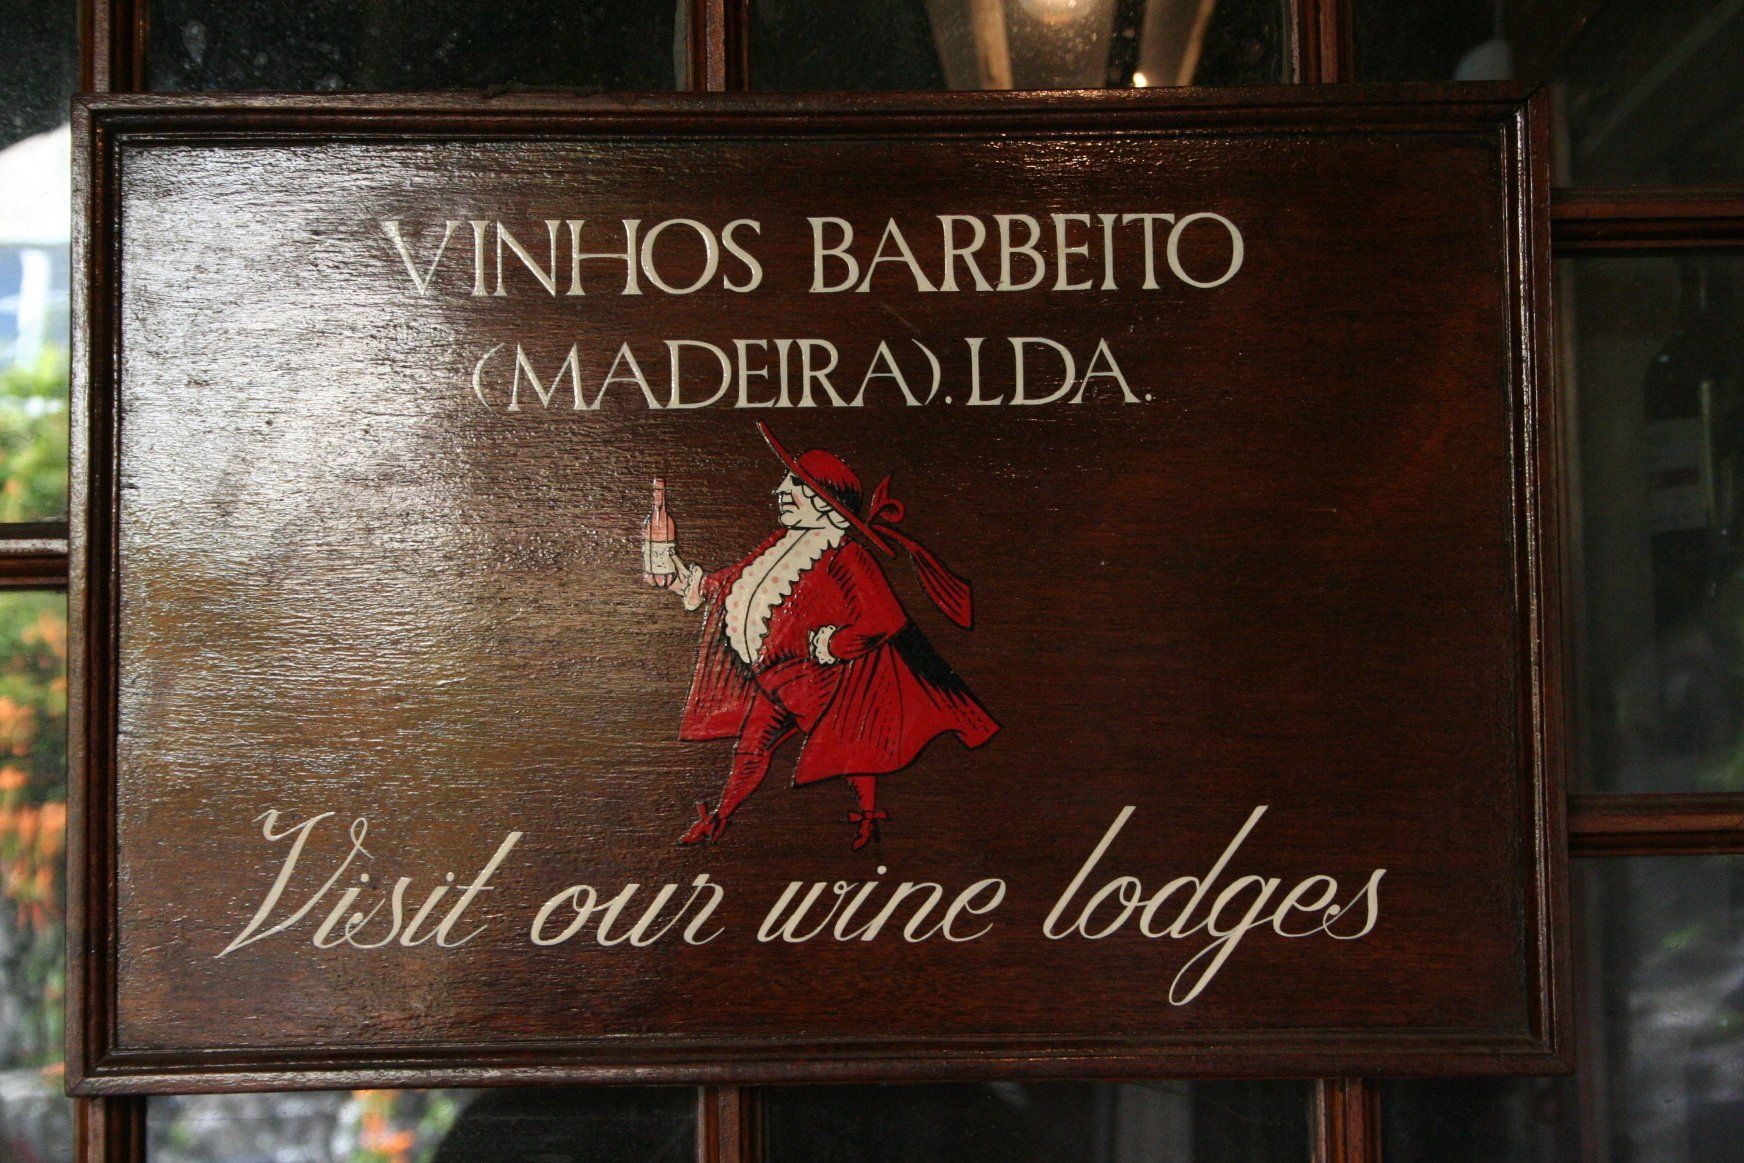 VINHOS BARBEITO
(MADEIRA).LDA.
Visit our wine lodges